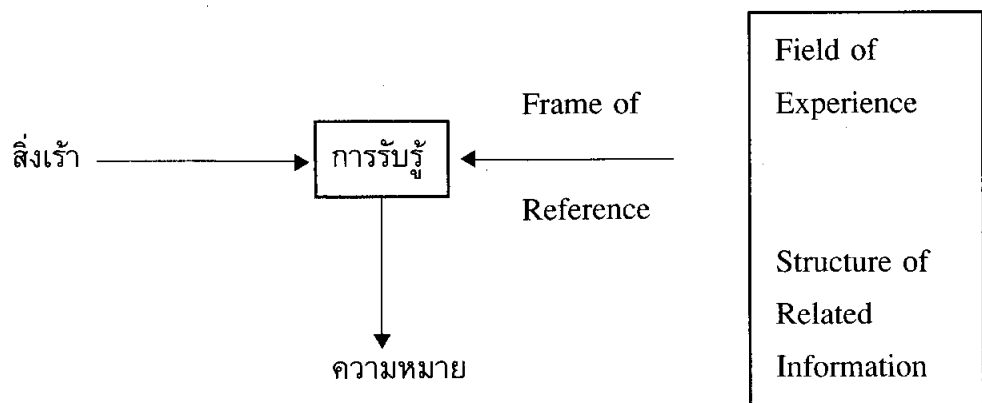 สิ่งเร้า
การรับรู้
ความหมาย
Frame of
Reference
Field of
Experience
Structure of
Related
Information